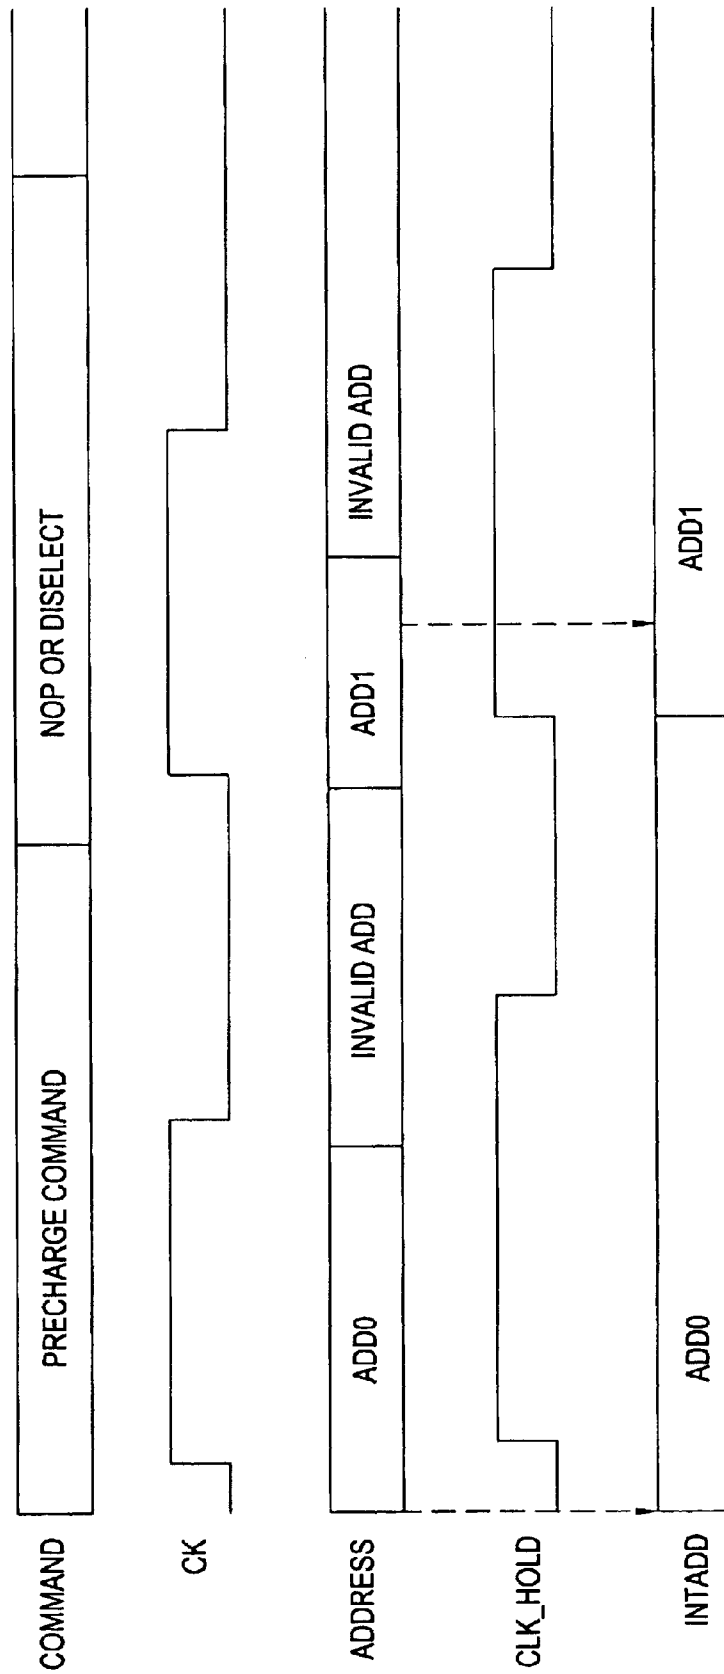 COMMAND
PRECHARGE COMMAND
NOP OR DISELECT
CK
ADDRESS
ADD0
INVALID ADD
ADD1
INVALID ADD
CLK_HOLD
INTADD
ADD0
ADD1